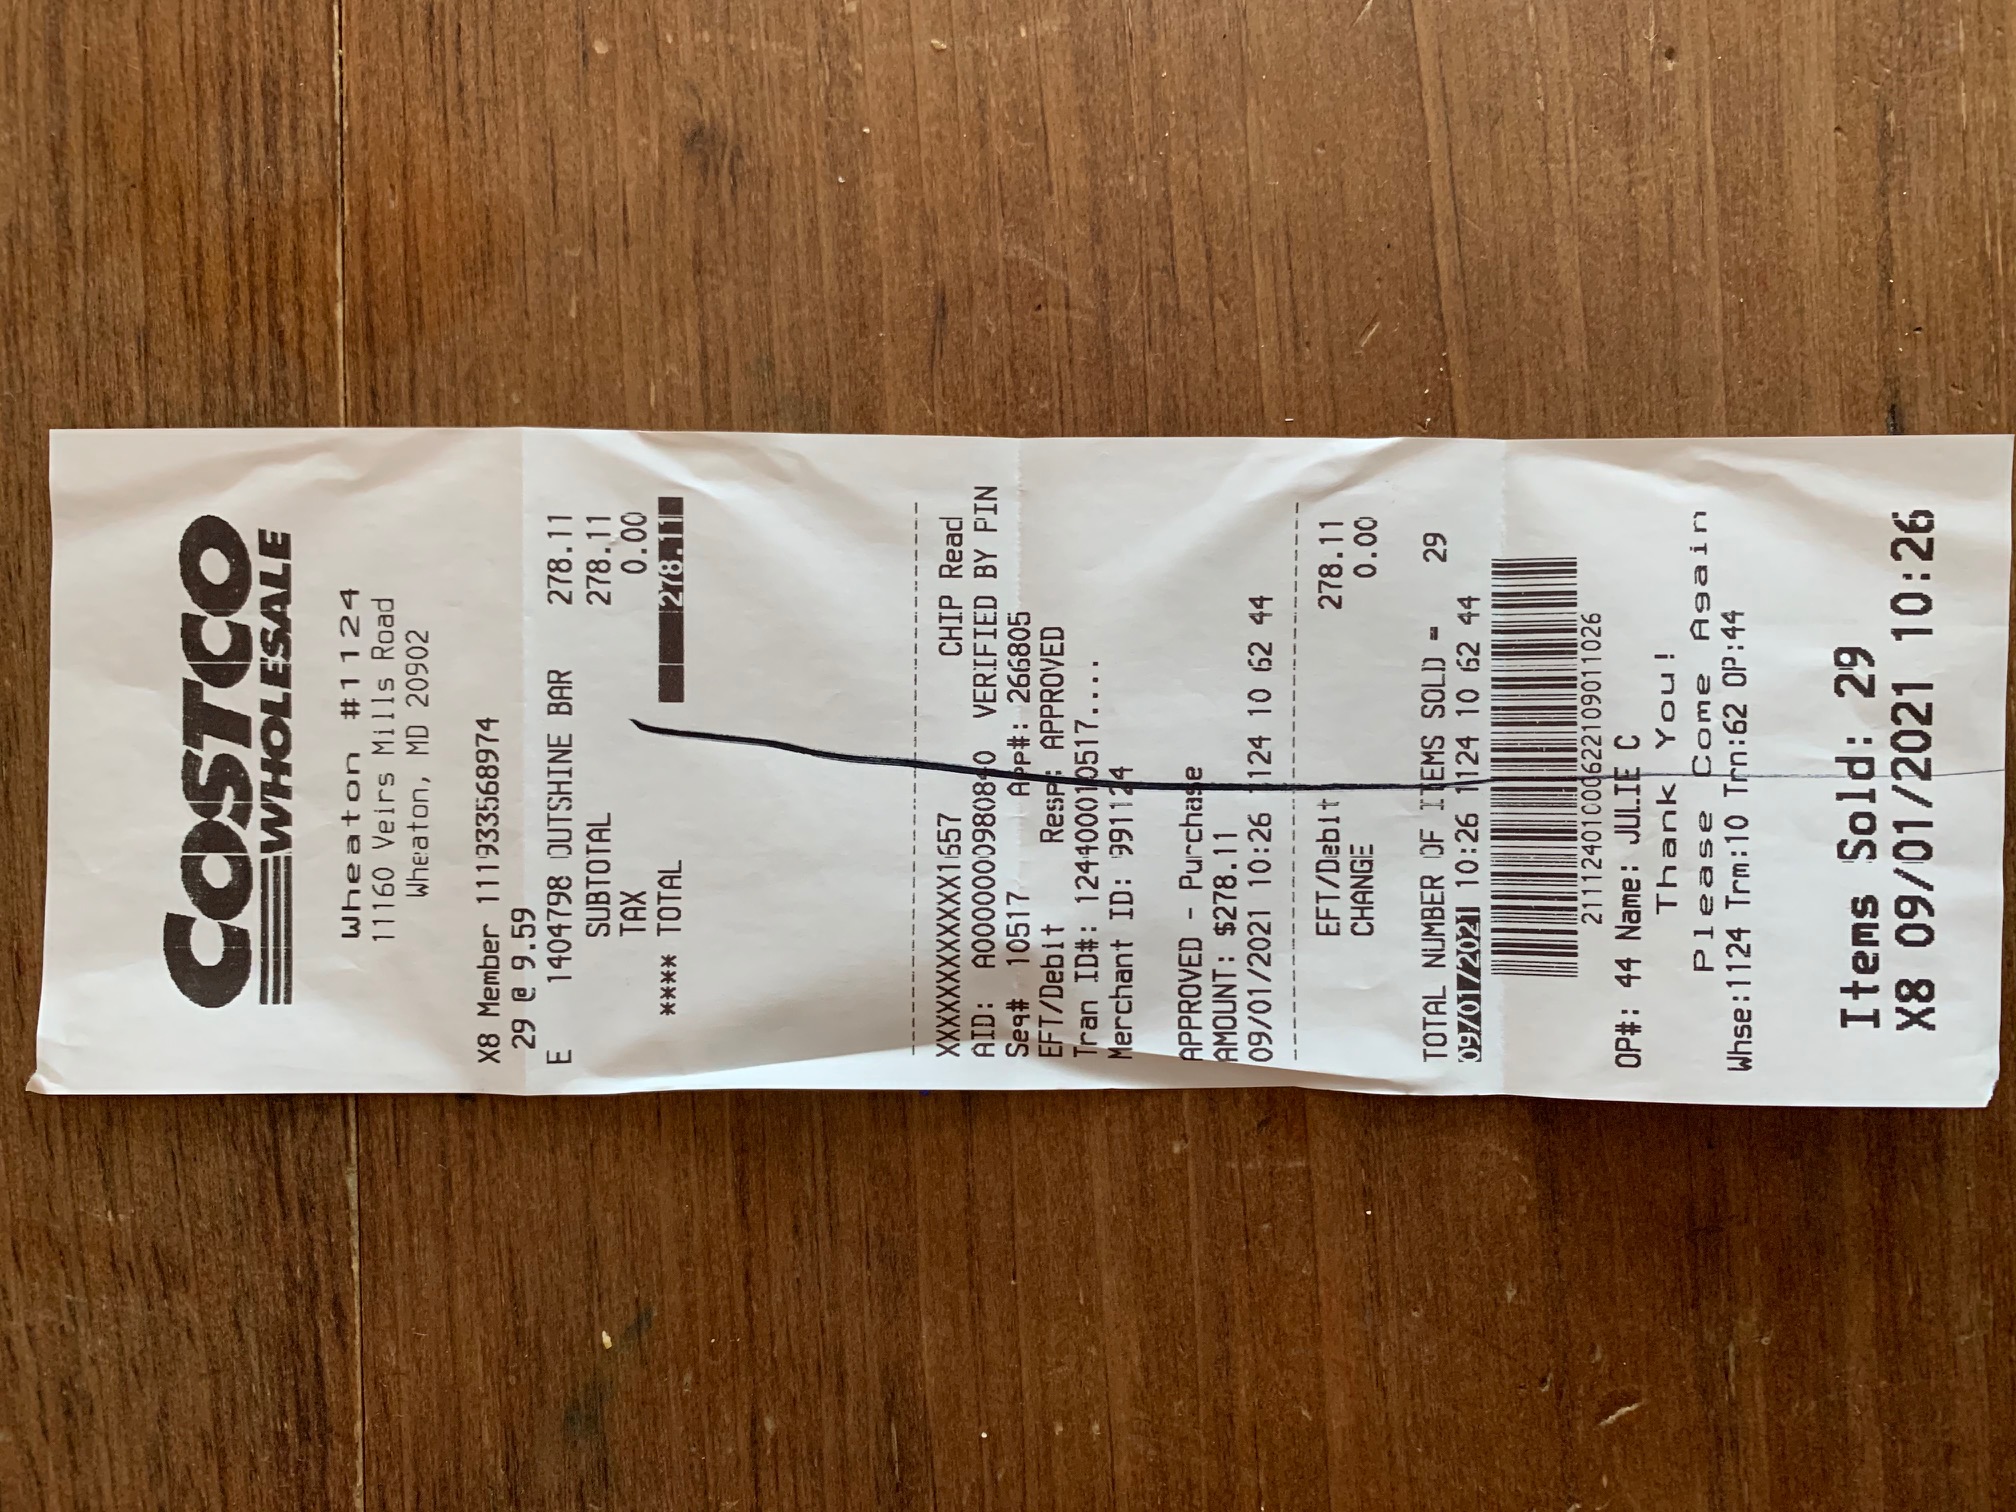 COSTCO
WHOLESALE
Wheaton #1124
11160 Veirs Mills Road
Wheaton, MD 20902
X8 Member 111933568974
29 @ 9.59
E 1404798 OUTSHINE BAR 278.11
SUBTOTAL 278.11
TAX 0.00
**** TOTAL 278.11
XXXXXXXXXXXX1657 CHIP Read
AID: A0000000980840 VERIFIED BY PIN
Seq# 10517 App#: 266805
EFT/Debit Resp: APPROVED
Tran ID#: 124400010517....
Merchant ID: 991124
APPROVED - Purchase
AMOUNT: $278.11
09/01/2021 10:26 1124 10 62 44
EFT/Debit 278.11
CHANGE 0.00
TOTAL NUMBER OF ITEMS SOLD = 29
09/01/2021 10:26 1124 10 62 44
21112401000622109011026
OP#: 44 Name: JULIE C
Thank You!
Please Come Again
Whse:1124 Trm:10 Trn:62 OP:44
Items Sold: 29
X8 09/01/2021 10:26